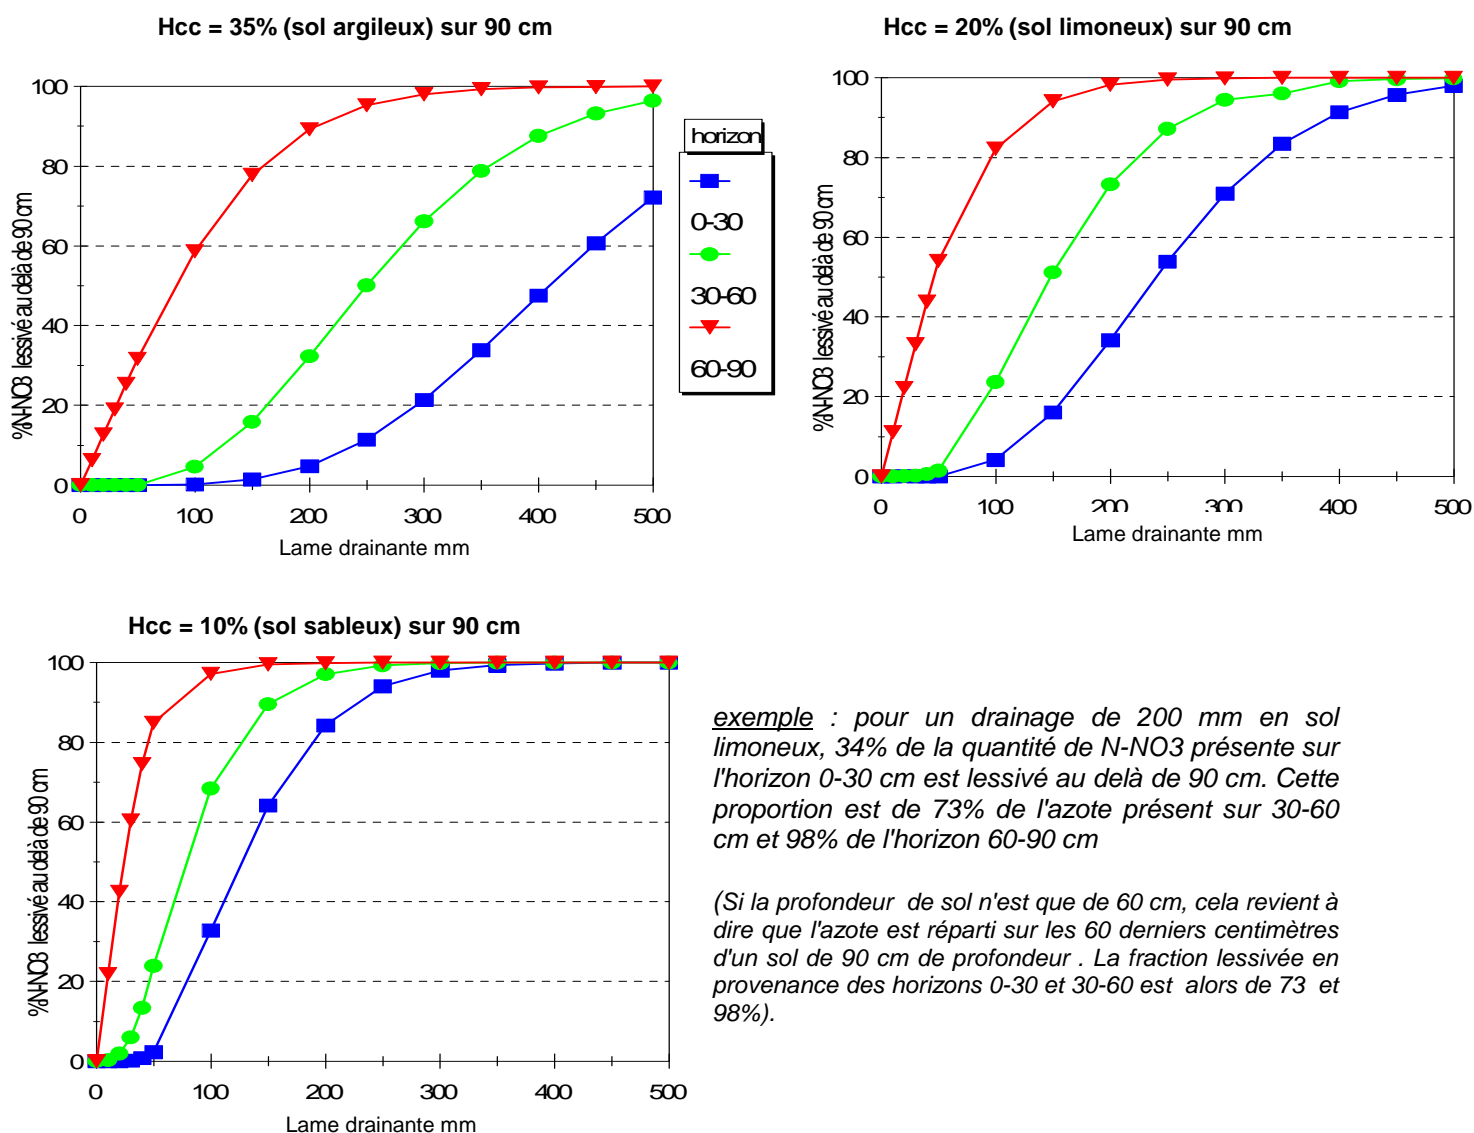 Hcc = 35% (sol argileux) sur 90 cm
%N-NO3 lessivé au delà de 90 cm
100
80
60
40
20
0
0 100 200 300 400 500
Lame drainante mm
horizon
0-30
30-60
60-90
Hcc = 20% (sol limoneux) sur 90 cm
%N-NO3 lessivé au delà de 90 cm
100
80
60
40
20
0
0 100 200 300 400 500
Lame drainante mm
Hcc = 10% (sol sableux) sur 90 cm
%N-NO3 lessivé au delà de 90 cm
100
80
60
40
20
0
0 100 200 300 400 500
Lame drainante mm
exemple : pour un drainage de 200 mm en sol
limoneux, 34% de la quantité de N-NO3 présente sur
l'horizon 0-30 cm est lessivé au delà de 90 cm. Cette
proportion est de 73% de l'azote présent sur 30-60
cm et 98% de l'horizon 60-90 cm
(Si la profondeur de sol n'est que de 60 cm, cela revient à
dire que l'azote est réparti sur les 60 derniers centimètres
d'un sol de 90 cm de profondeur . La fraction lessivée en
provenance des horizons 0-30 et 30-60 est alors de 73 et
98%).